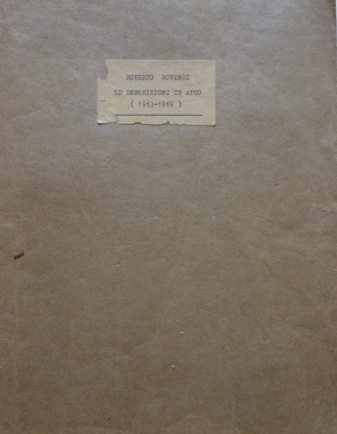 ROBERTO ROVERSI
LE DESCRIZIONI IN ATTO
( 1963-1969 )